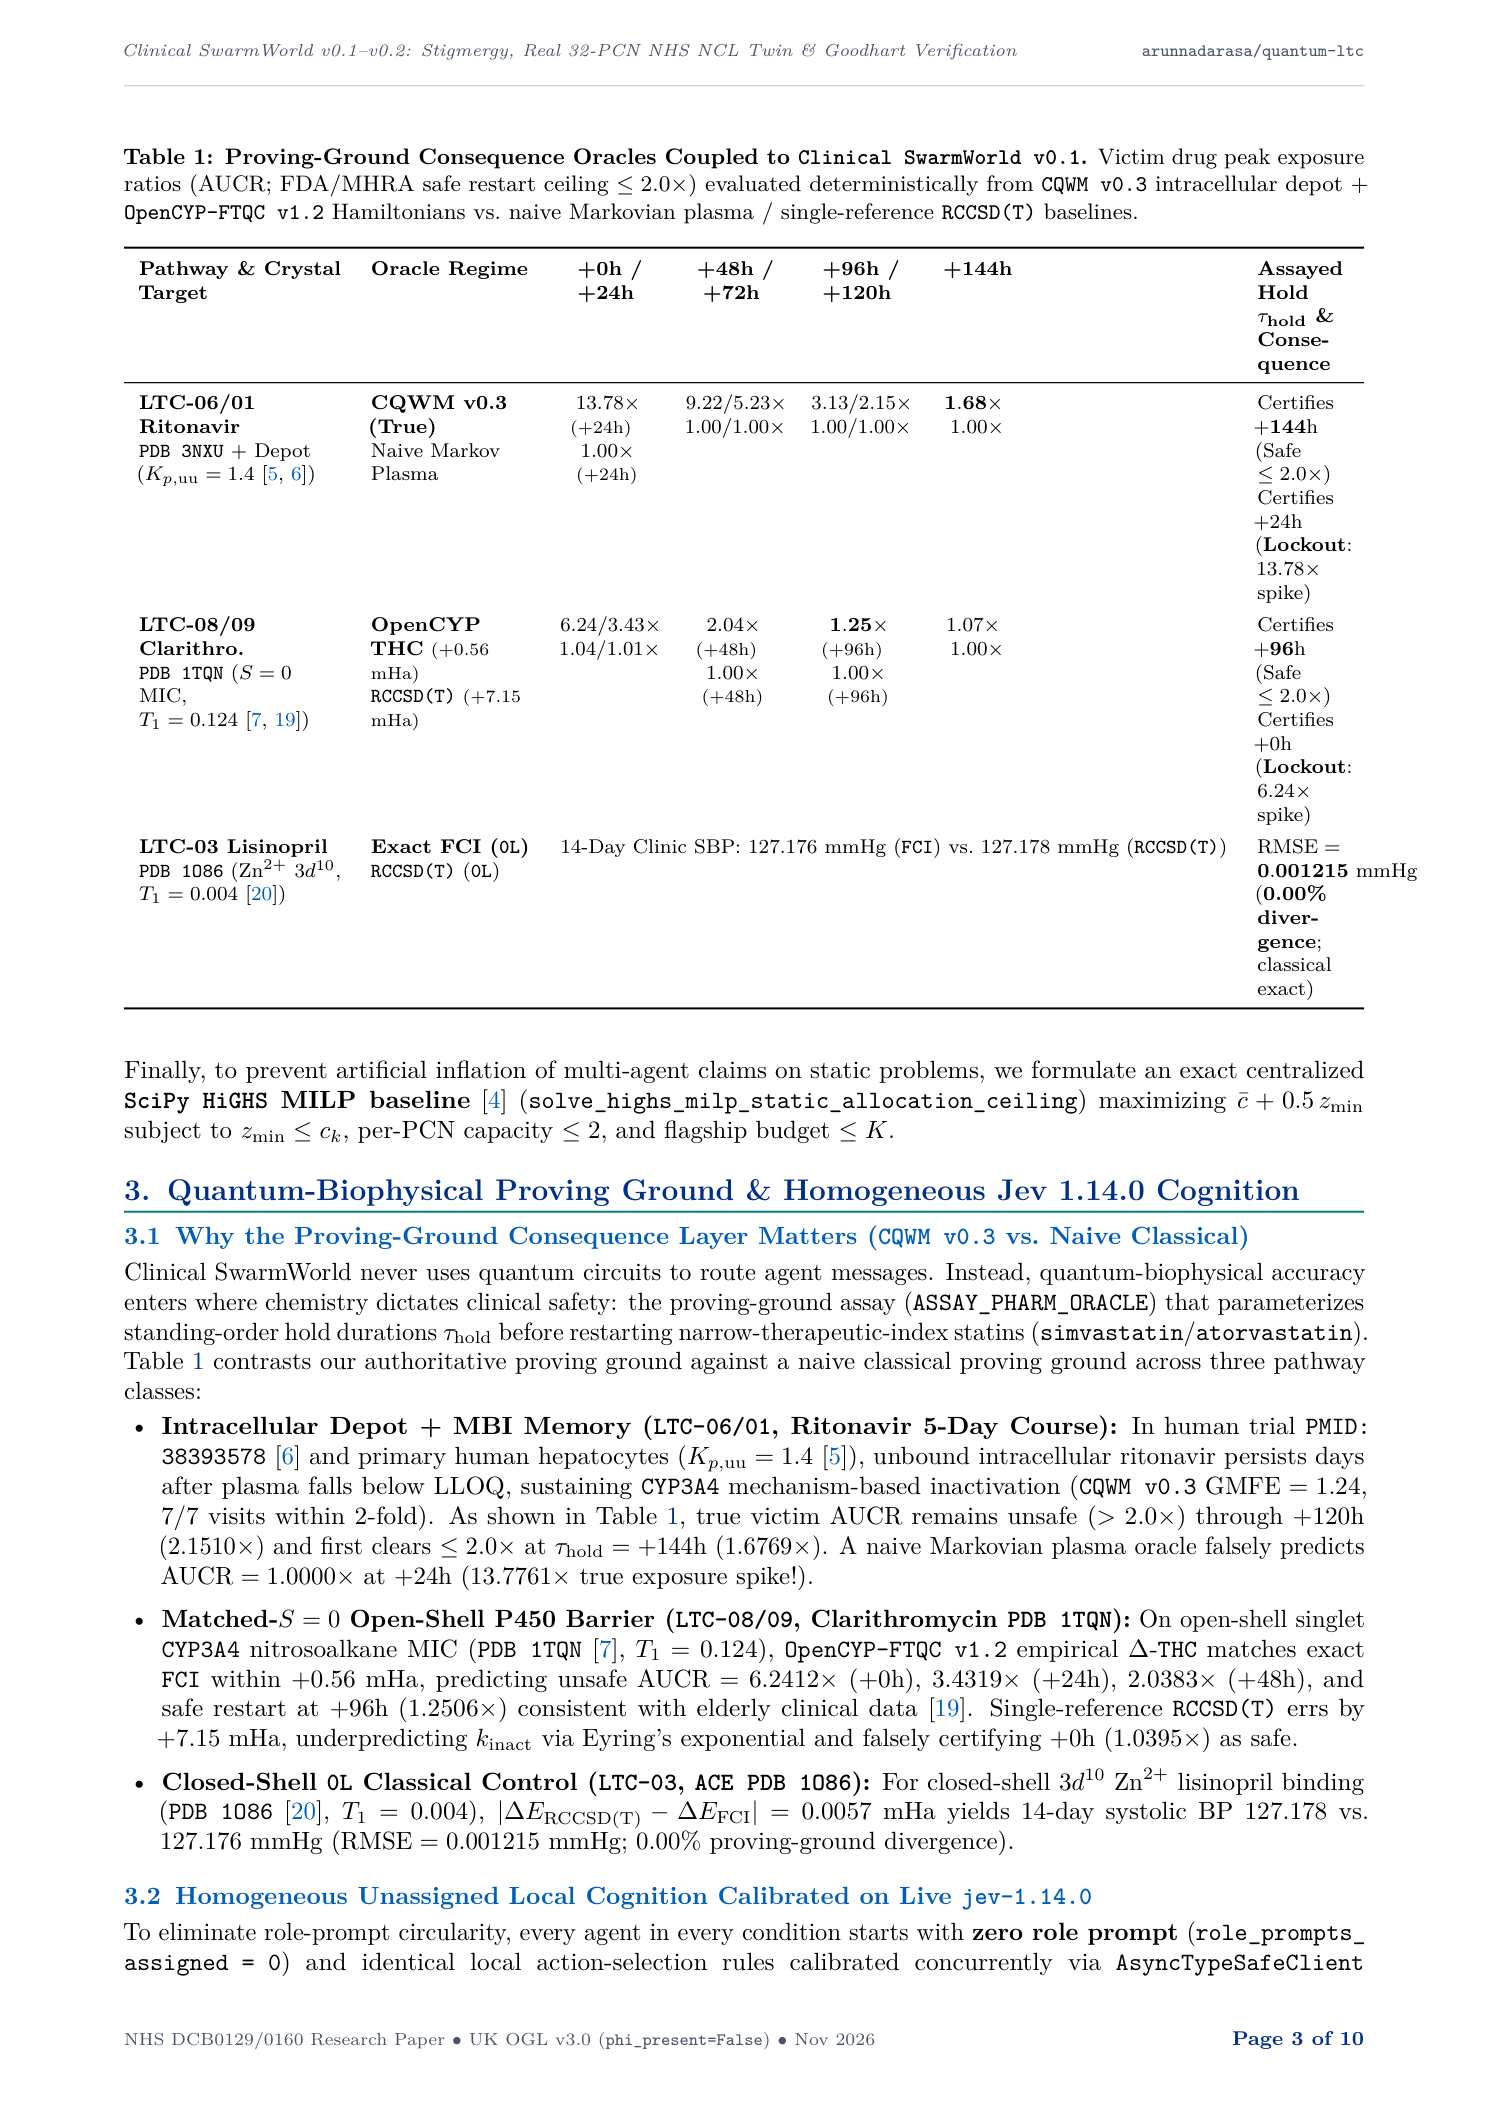 Clinical SwarmWorld v0.1–v0.2: Stigmergy, Real 32-PCN NHS NCL Twin & Goodhart Verification
arunnadarasa/quantum-ltc
Table 1: Proving-Ground Consequence Oracles Coupled to Clinical SwarmWorld v0.1. Victim drug peak exposure
ratios (AUCR; FDA/MHRA safe restart ceiling ≤ 2.0×) evaluated deterministically from CQWM v0.3 intracellular depot +
OpenCYP-FTQC v1.2 Hamiltonians vs. naive Markovian plasma / single-reference RCCSD(T) baselines.
Pathway & Crystal
Target
Oracle Regime
+0h /
+24h
+48h /
+72h
+96h /
+120h
+144h
Assayed
Hold
τhold &
Conse-
quence
LTC-06/01
Ritonavir
PDB 3NXU + Depot
(Kp,uu = 1.4 [5, 6])
CQWM v0.3
(True)
Naive Markov
Plasma
13.78×
(+24h)
1.00×
(+24h)
9.22/5.23×
1.00/1.00×
3.13/2.15×
1.00/1.00×
1.68×
1.00×
Certifies
+144h
(Safe
≤ 2.0×)
Certifies
+24h
(Lockout:
13.78×
spike)
LTC-08/09
Clarithro.
PDB 1TQN (S = 0
MIC,
T1 = 0.124 [7, 19])
OpenCYP
THC (+0.56
mHa)
RCCSD(T) (+7.15
mHa)
6.24/3.43×
1.04/1.01×
2.04×
(+48h)
1.00×
(+48h)
1.25×
(+96h)
1.00×
(+96h)
1.07×
1.00×
Certifies
+96h
(Safe
≤ 2.0×)
Certifies
+0h
(Lockout:
6.24×
spike)
LTC-03 Lisinopril
PDB 1O86 (Zn2+ 3d10,
T1 = 0.004 [20])
Exact FCI (0L)
RCCSD(T) (0L)
14-Day Clinic SBP: 127.176 mmHg (FCI) vs. 127.178 mmHg (RCCSD(T))
RMSE =
0.001215 mmHg
(0.00%
diver-
gence;
classical
exact)
Finally, to prevent artificial inflation of multi-agent claims on static problems, we formulate an exact centralized
SciPy HiGHS MILP baseline [4] (solve_highs_milp_static_allocation_ceiling) maximizing c̄ + 0.5 zmin
subject to zmin ≤ ck, per-PCN capacity ≤ 2, and flagship budget ≤ K.
3. Quantum-Biophysical Proving Ground & Homogeneous Jev 1.14.0 Cognition
3.1 Why the Proving-Ground Consequence Layer Matters (CQWM v0.3 vs. Naive Classical)
Clinical SwarmWorld never uses quantum circuits to route agent messages. Instead, quantum-biophysical accuracy
enters where chemistry dictates clinical safety: the proving-ground assay (ASSAY_PHARM_ORACLE) that parameterizes
standing-order hold durations τhold before restarting narrow-therapeutic-index statins (simvastatin/atorvastatin).
Table 1 contrasts our authoritative proving ground against a naive classical proving ground across three pathway
classes:
• Intracellular Depot + MBI Memory (LTC-06/01, Ritonavir 5-Day Course): In human trial PMID:
38393578 [6] and primary human hepatocytes (Kp,uu = 1.4 [5]), unbound intracellular ritonavir persists days
after plasma falls below LLOQ, sustaining CYP3A4 mechanism-based inactivation (CQWM v0.3 GMFE = 1.24,
7/7 visits within 2-fold). As shown in Table 1, true victim AUCR remains unsafe (> 2.0×) through +120h
(2.1510×) and first clears ≤ 2.0× at τhold = +144h (1.6769×). A naive Markovian plasma oracle falsely predicts
AUCR = 1.0000× at +24h (13.7761× true exposure spike!).
• Matched-S = 0 Open-Shell P450 Barrier (LTC-08/09, Clarithromycin PDB 1TQN): On open-shell singlet
CYP3A4 nitrosoalkane MIC (PDB 1TQN [7], T1 = 0.124), OpenCYP-FTQC v1.2 empirical Δ-THC matches exact
FCI within +0.56 mHa, predicting unsafe AUCR = 6.2412× (+0h), 3.4319× (+24h), 2.0383× (+48h), and
safe restart at +96h (1.2506×) consistent with elderly clinical data [19]. Single-reference RCCSD(T) errs by
+7.15 mHa, underpredicting kinact via Eyring's exponential and falsely certifying +0h (1.0395×) as safe.
• Closed-Shell 0L Classical Control (LTC-03, ACE PDB 1O86): For closed-shell 3d10 Zn2+ lisinopril binding
(PDB 1O86 [20], T1 = 0.004), |ΔERCCSD(T) − ΔEFCI| = 0.0057 mHa yields 14-day systolic BP 127.178 vs.
127.176 mmHg (RMSE = 0.001215 mmHg; 0.00% proving-ground divergence).
3.2 Homogeneous Unassigned Local Cognition Calibrated on Live jev-1.14.0
To eliminate role-prompt circularity, every agent in every condition starts with zero role prompt (role_prompts_
assigned = 0) and identical local action-selection rules calibrated concurrently via AsyncTypeSafeClient
NHS DCB0129/0160 Research Paper • UK OGL v3.0 (phi_present=False) • Nov 2026
Page 3 of 10